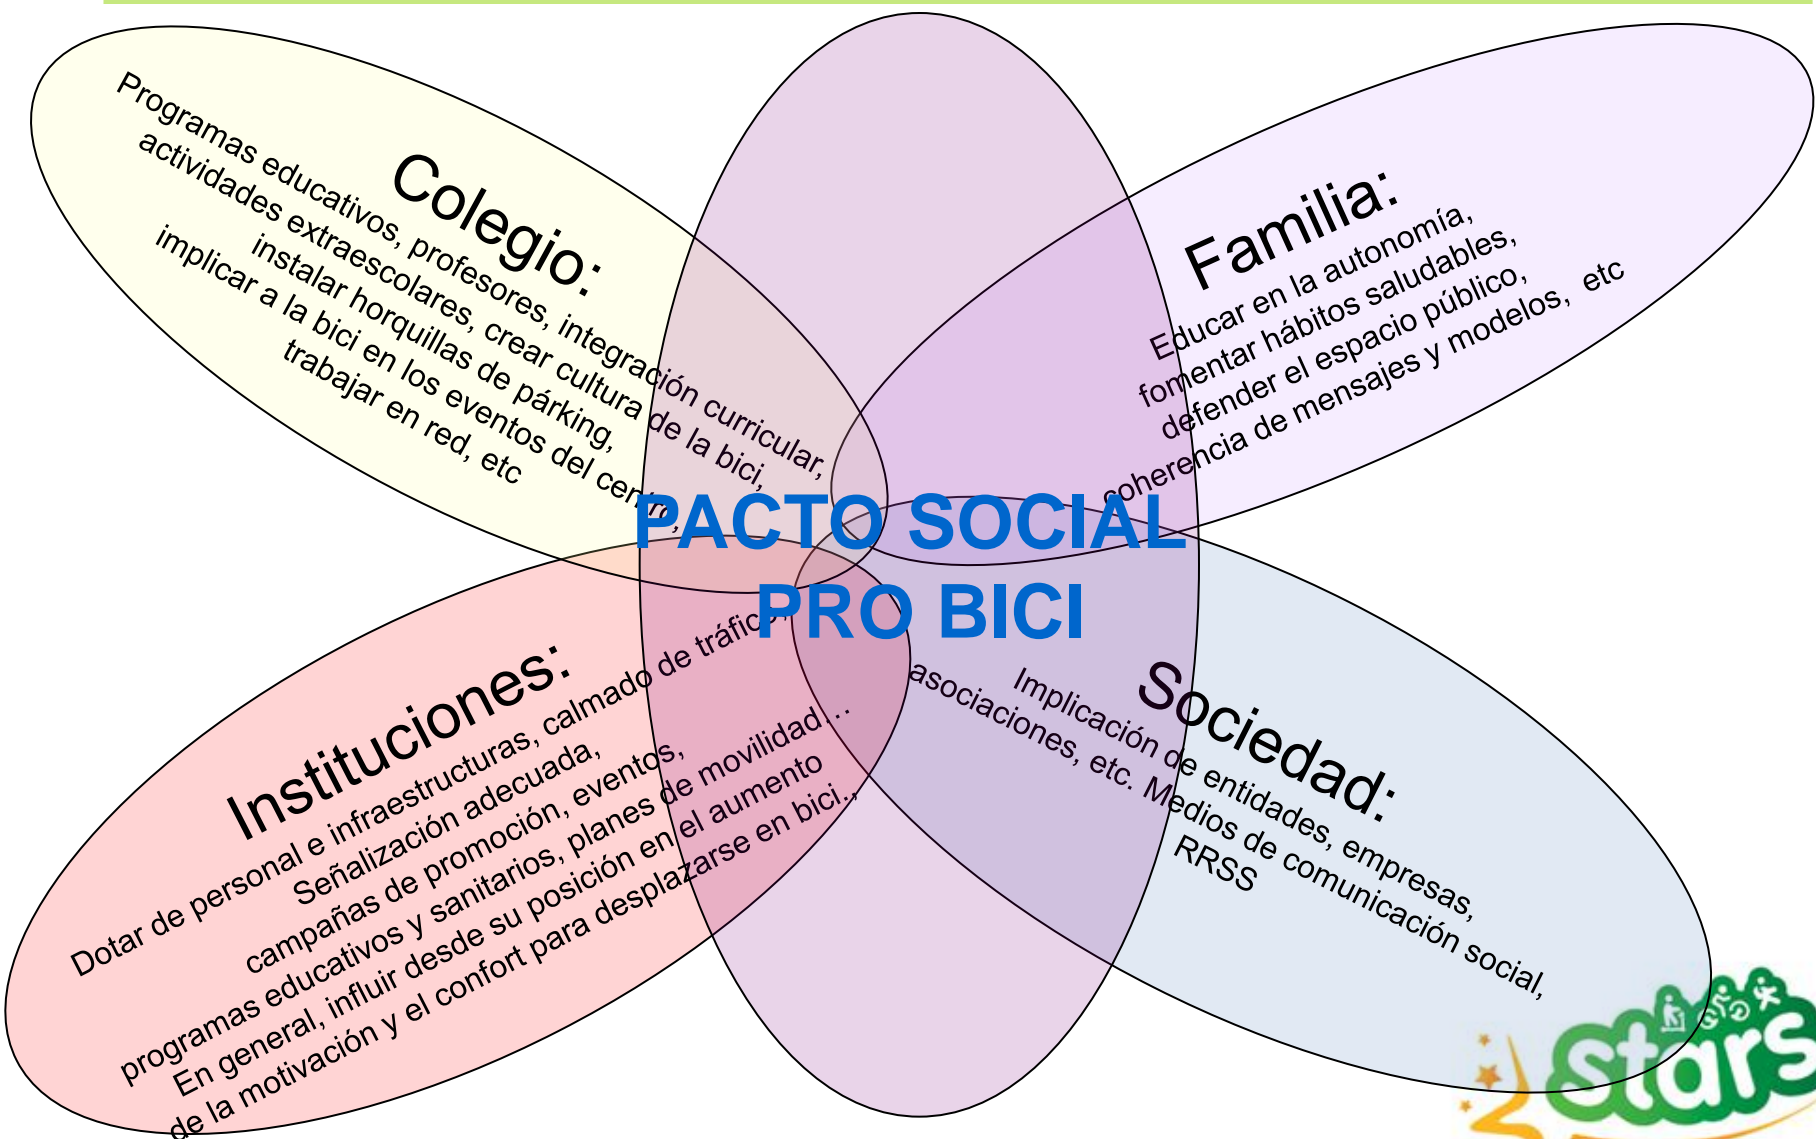 Colegio:
Programas educativos, profesores, integración curricular,
actividades extraescolares, crear cultura de la bici,
instalar horquillas de párking,
implicar a la bici en los eventos del centro,
trabajar en red, etc
Familia:
Educar en la autonomía,
fomentar hábitos saludables,
defender el espacio público,
coherencia de mensajes y modelos, etc
PACTO SOCIAL
PRO BICI
Instituciones:
Dotar de personal e infraestructuras, calmado de tráfico,
Señalización adecuada,
campañas de promoción, eventos,
programas educativos y sanitarios, planes de movilidad…
En general, influir desde su posición en el aumento
de la motivación y el confort para desplazarse en bici.,
Sociedad:
Implicación de entidades, empresas,
asociaciones, etc. Medios de comunicación social,
RRSS
stars